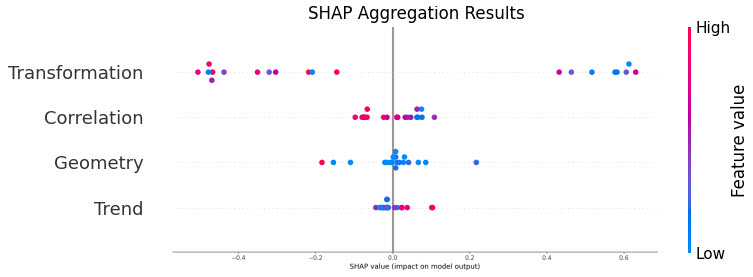 SHAP Aggregation Results
High
Transformation
Correlation
Geometry
Trend
Feature value
Low
−0.4 −0.2 0.0 0.2 0.4 0.6
SHAP value (impact on model output)